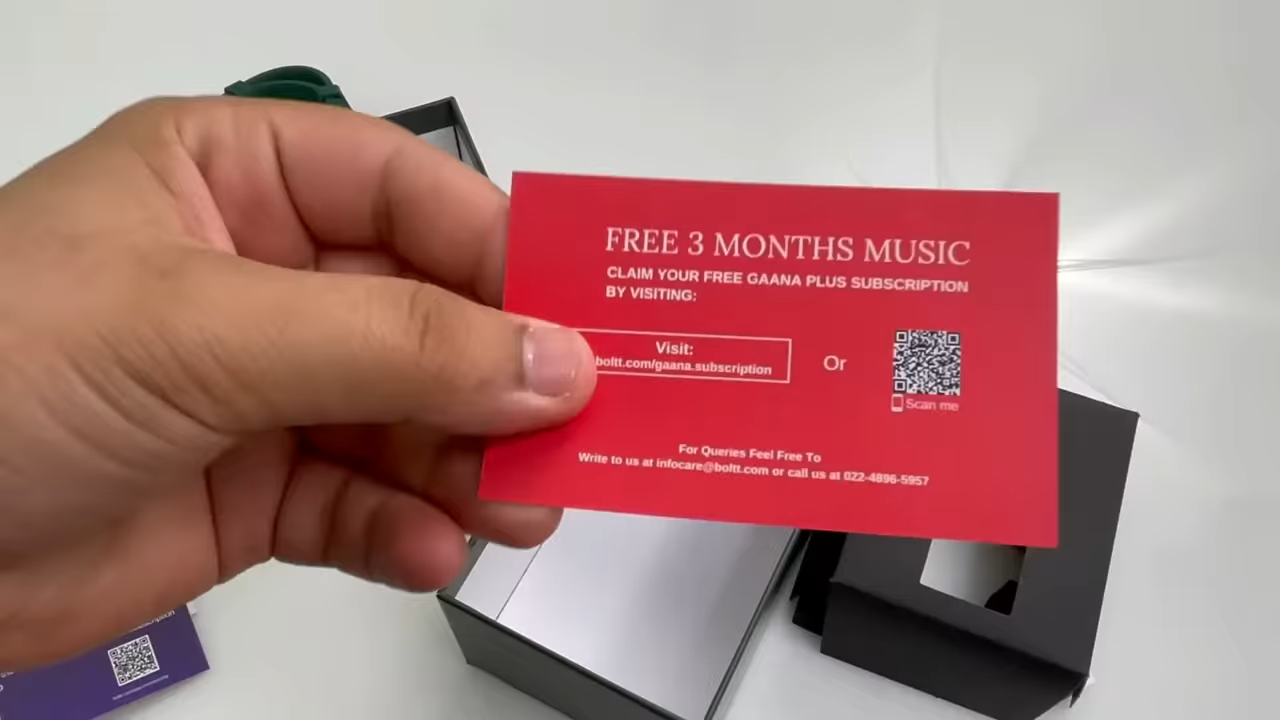 FREE 3 MONTHS MUSIC
CLAIM YOUR FREE GAANA PLUS SUBSCRIPTION
BY VISITING:
Visit:
boltt.com/gaana.subscription
Or
Scan me
For Queries Feel Free To
Write to us at infocare@boltt.com or call us at 022-4896-5957